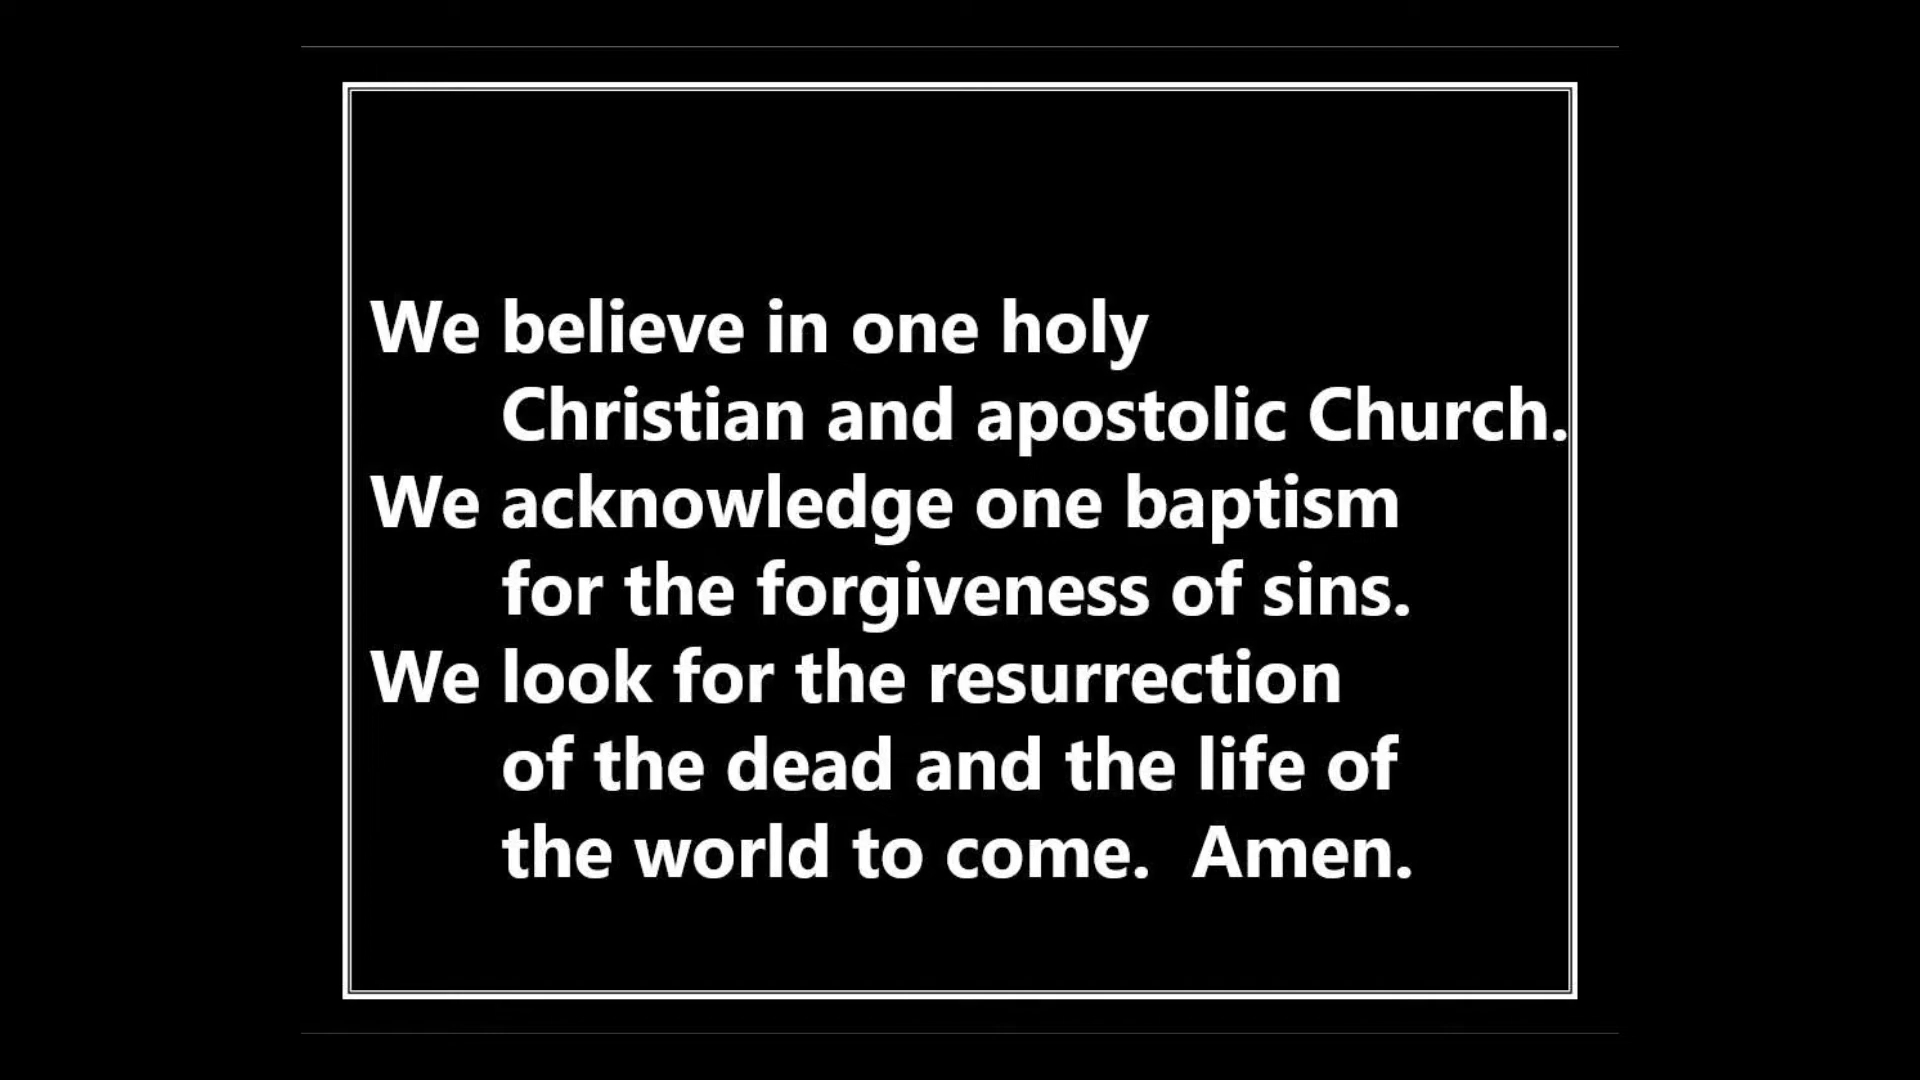 We believe in one holy
Christian and apostolic Church.
We acknowledge one baptism
for the forgiveness of sins.
We look for the resurrection
of the dead and the life of
the world to come.  Amen.